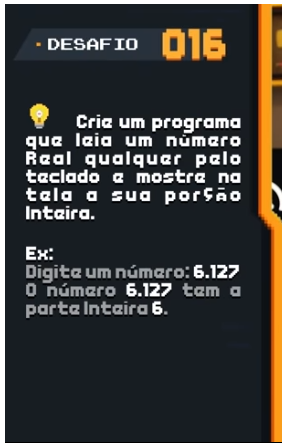 · DESAFIO 016
Crie um programa
que leia um número
Real qualquer pelo
teclado e mostre na
tela a sua porção
Inteira.
Ex:
Digite um número: 6.127
O número 6.127 tem a
parte Inteira 6.